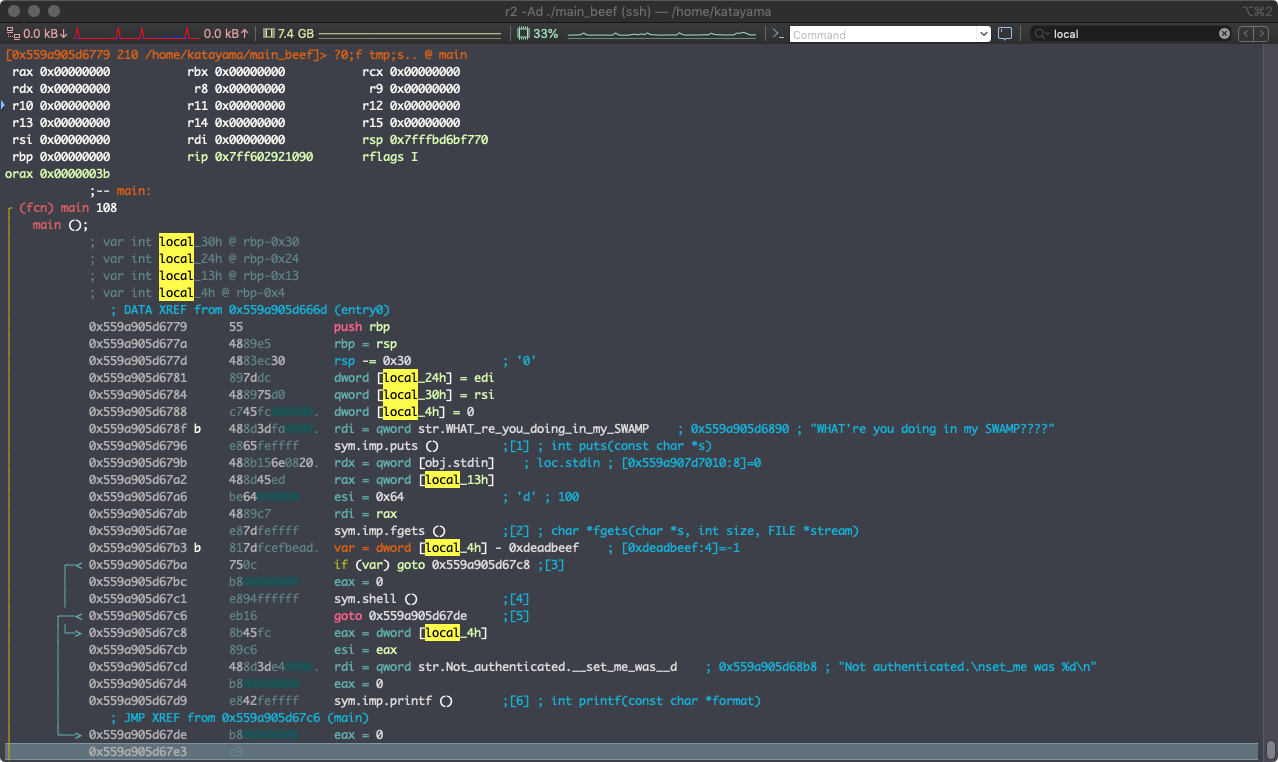 r2 -Ad ./main_beef (ssh) — /home/katayama ⌥⌘2
0.0 kB↓ 0.0 kB↑ 7.4 GB 33% >_ Command local
[0x559a905d6779 210 /home/katayama/main_beef]> ?0;f tmp;s.. @ main
rax 0x00000000 rbx 0x00000000 rcx 0x00000000
rdx 0x00000000 r8 0x00000000 r9 0x00000000
r10 0x00000000 r11 0x00000000 r12 0x00000000
r13 0x00000000 r14 0x00000000 r15 0x00000000
rsi 0x00000000 rdi 0x00000000 rsp 0x7fffbd6bf770
rbp 0x00000000 rip 0x7ff602921090 rflags I
orax 0x0000003b
;-- main:
(fcn) main 108
main ();
; var int local_30h @ rbp-0x30
; var int local_24h @ rbp-0x24
; var int local_13h @ rbp-0x13
; var int local_4h @ rbp-0x4
; DATA XREF from 0x559a905d666d (entry0)
0x559a905d6779 55 push rbp
0x559a905d677a 4889e5 rbp = rsp
0x559a905d677d 4883ec30 rsp -= 0x30 ; '0'
0x559a905d6781 897ddc dword [local_24h] = edi
0x559a905d6784 488975d0 qword [local_30h] = rsi
0x559a905d6788 c745fc000000. dword [local_4h] = 0
0x559a905d678f b 488d3dfa0000. rdi = qword str.WHAT_re_you_doing_in_my_SWAMP ; 0x559a905d6890 ; "WHAT're you doing in my SWAMP????"
0x559a905d6796 e865feffff sym.imp.puts () ;[1] ; int puts(const char *s)
0x559a905d679b 488b156e0820. rdx = qword [obj.stdin] ; loc.stdin ; [0x559a907d7010:8]=0
0x559a905d67a2 488d45ed rax = qword [local_13h]
0x559a905d67a6 be64000000 esi = 0x64 ; 'd' ; 100
0x559a905d67ab 4889c7 rdi = rax
0x559a905d67ae e87dfeffff sym.imp.fgets () ;[2] ; char *fgets(char *s, int size, FILE *stream)
0x559a905d67b3 b 817dfcefbead. var = dword [local_4h] - 0xdeadbeef ; [0xdeadbeef:4]=-1
0x559a905d67ba 750c if (var) goto 0x559a905d67c8 ;[3]
0x559a905d67bc b800000000 eax = 0
0x559a905d67c1 e894ffffff sym.shell () ;[4]
0x559a905d67c6 eb16 goto 0x559a905d67de ;[5]
0x559a905d67c8 8b45fc eax = dword [local_4h]
0x559a905d67cb 89c6 esi = eax
0x559a905d67cd 488d3de40000. rdi = qword str.Not_authenticated.__set_me_was__d ; 0x559a905d68b8 ; "Not authenticated.\nset_me was %d\n"
0x559a905d67d4 b800000000 eax = 0
0x559a905d67d9 e842feffff sym.imp.printf () ;[6] ; int printf(const char *format)
; JMP XREF from 0x559a905d67c6 (main)
0x559a905d67de b800000000 eax = 0
0x559a905d67e3 c9